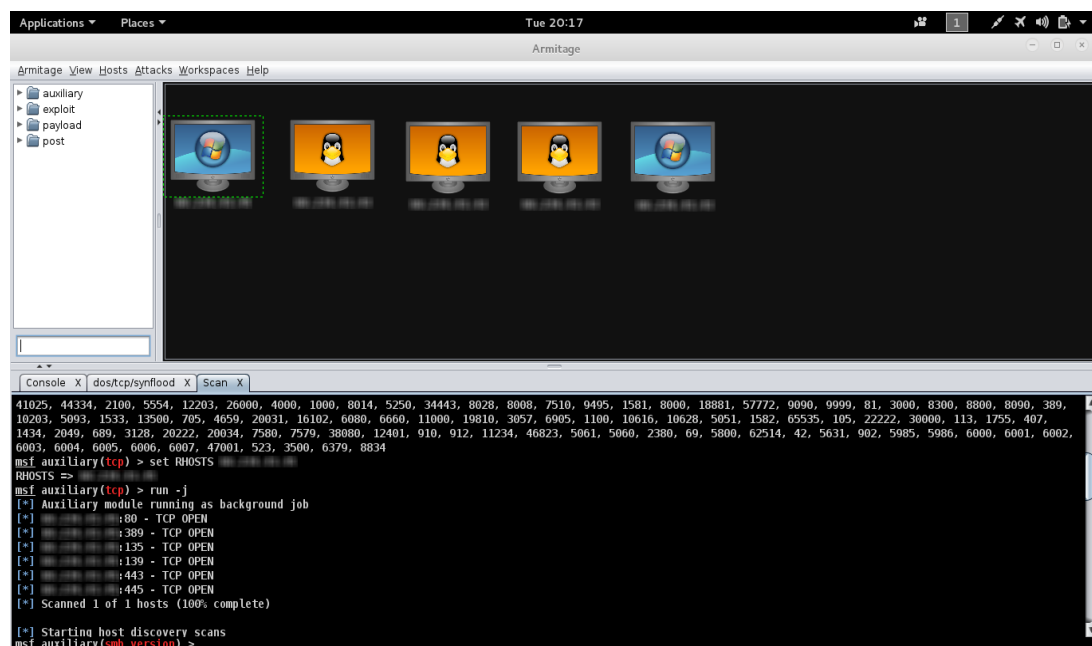 Applications Places Tue 20:17 1
Armitage
Armitage View Hosts Attacks Workspaces Help
auxiliary
exploit
payload
post
Console X dos/tcp/synflood X Scan X
41025, 44334, 2100, 5554, 12203, 26000, 4000, 1000, 8014, 5250, 34443, 8028, 8008, 7510, 9495, 1581, 8000, 18881, 57772, 9090, 9999, 81, 3000, 8300, 8800, 8090, 389,
10203, 5093, 1533, 13500, 705, 4659, 20031, 16102, 6080, 6660, 11000, 19810, 3057, 6905, 1100, 10616, 10628, 5051, 1582, 65535, 105, 22222, 30000, 113, 1755, 407,
1434, 2049, 689, 3128, 20222, 20034, 7580, 7579, 38080, 12401, 910, 912, 11234, 46823, 5061, 5060, 2380, 69, 5800, 62514, 42, 5631, 902, 5985, 5986, 6000, 6001, 6002,
6003, 6004, 6005, 6006, 6007, 47001, 523, 3500, 6379, 8834
msf auxiliary(tcp) > set RHOSTS
RHOSTS =>
msf auxiliary(tcp) > run -j
[*] Auxiliary module running as background job
[*] :80 - TCP OPEN
[*] :389 - TCP OPEN
[*] :135 - TCP OPEN
[*] :139 - TCP OPEN
[*] :443 - TCP OPEN
[*] :445 - TCP OPEN
[*] Scanned 1 of 1 hosts (100% complete)
[*] Starting host discovery scans
msf auxiliary(smb_version) >